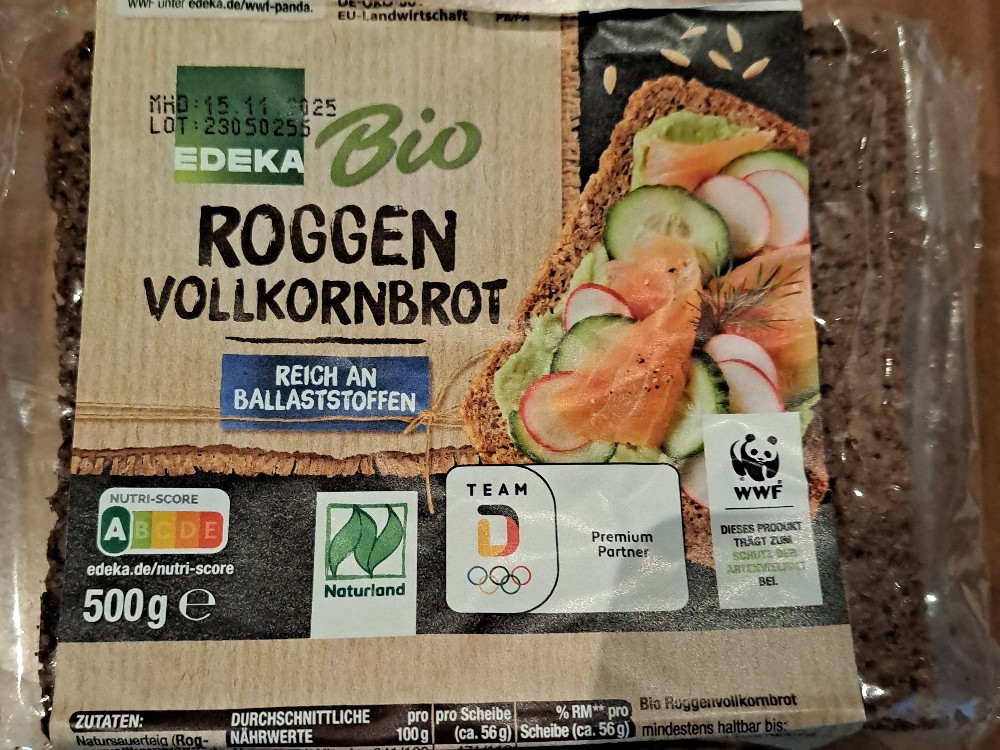 WWF unter edeka.de/wwf-panda.
EU-Landwirtschaft
MHD:15.11.2025
LOT:23050255
EDEKA
Bio
ROGGEN
VOLLKORNBROT
REICH AN
BALLASTSTOFFEN
NUTRI-SCORE
A B C D E
edeka.de/nutri-score
500g e
Naturland
TEAM
D
Premium
Partner
WWF
DIESES PRODUKT
TRÄGT ZUM
SCHUTZ DER
ARTENVIELFALT
BEI.
ZUTATEN:
Natursauerteig (Rog-
DURCHSCHNITTLICHE
NÄHRWERTE
pro
100g
pro Scheibe
(ca. 56g)
% RM** pro
Scheibe (ca. 56g)
Bio Roggenvollkornbrot
mindestens haltbar bis: